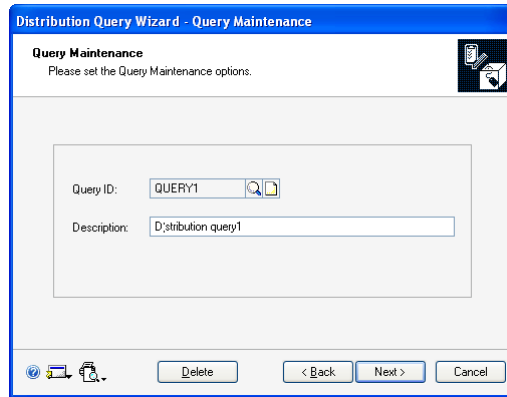 Distribution Query Wizard - Query Maintenance
Query Maintenance
Please set the Query Maintenance options.
Query ID: QUERY1
Description: D;stribution query1
Delete < Back Next > Cancel